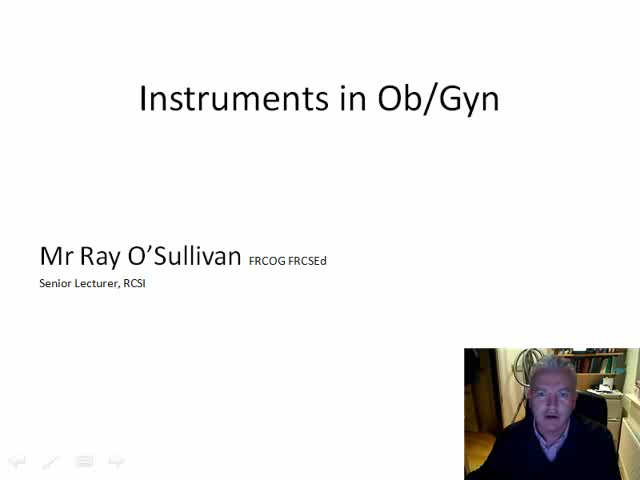 Instruments in Ob/Gyn
Mr Ray O’Sullivan FRCOG FRCSEd
Senior Lecturer, RCSI